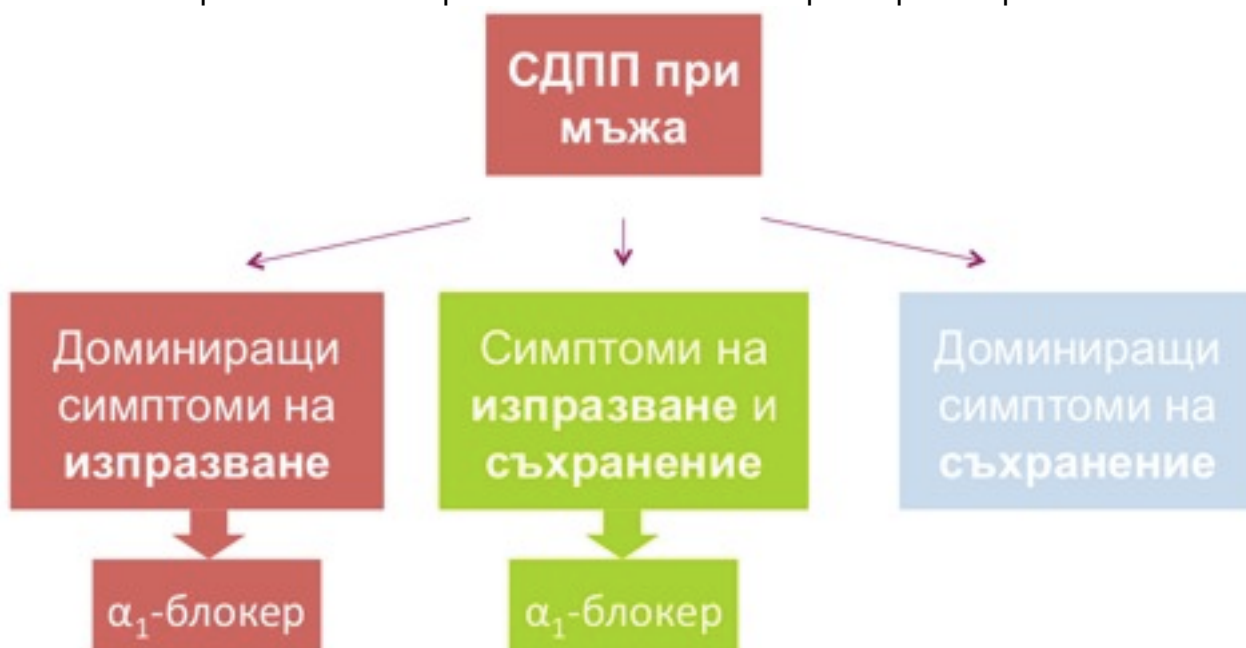 СДПП при
мъжа
Доминиращи
симптоми на
изпразване
Симптоми на
изпразване и
съхранение
Доминиращи
симптоми на
съхранение
α₁-блокер
α₁-блокер